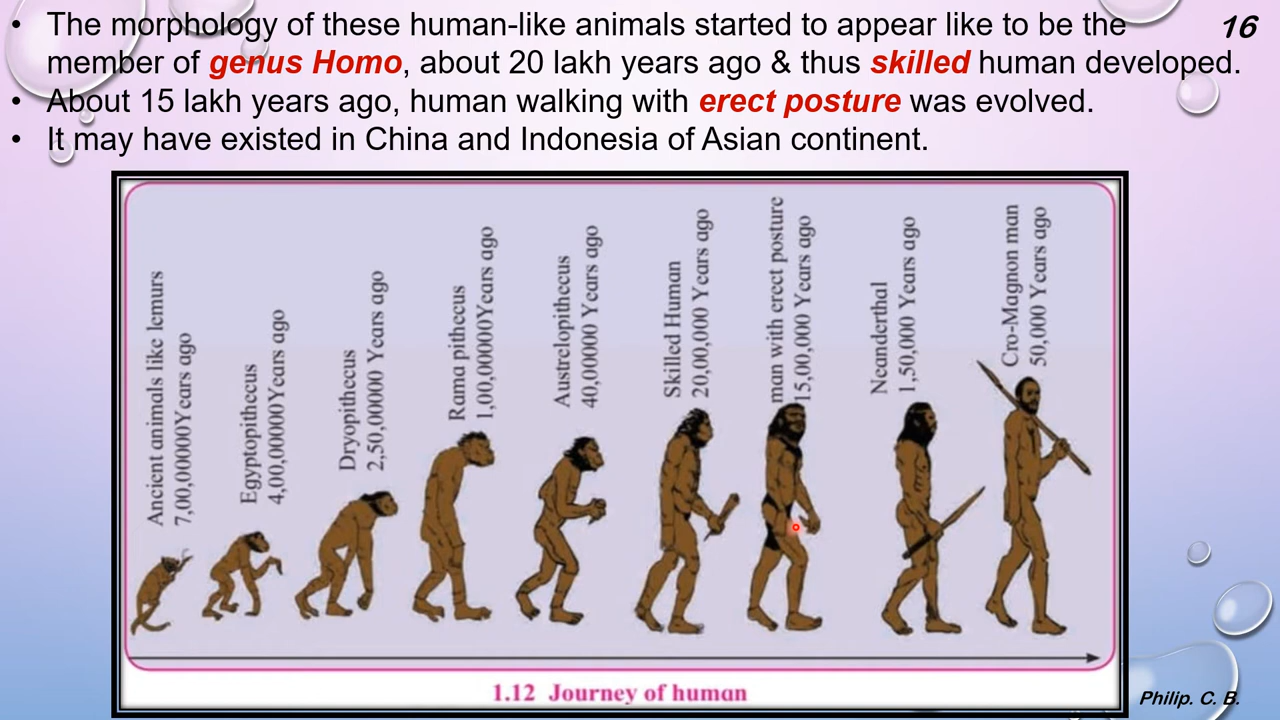 • The morphology of these human-like animals started to appear like to be the
member of genus Homo, about 20 lakh years ago & thus skilled human developed.
• About 15 lakh years ago, human walking with erect posture was evolved.
• It may have existed in China and Indonesia of Asian continent.
16
Ancient animals like lemurs
7,00,00000Years ago
Egyptopithecus
4,00,00000Years ago
Dryopithecus
2,50,00000 Years ago
Rama pithecus
1,00,00000Years ago
Austrelopithecus
40,00000 Years ago
Skilled Human
20,00,000 Years ago
man with erect posture
15,00,000 Years ago
Neanderthal
1,50,000 Years ago
Cro-Magnon man
50,000 Years ago
1.12 Journey of human
Philip. C. B.